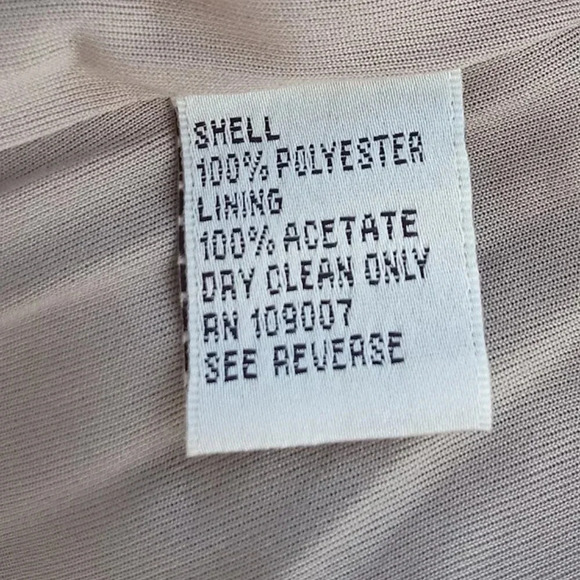 SHELL
100% POLYESTER
LINING
100% ACETATE
DRY CLEAN ONLY
RN 109007
SEE REVERSE